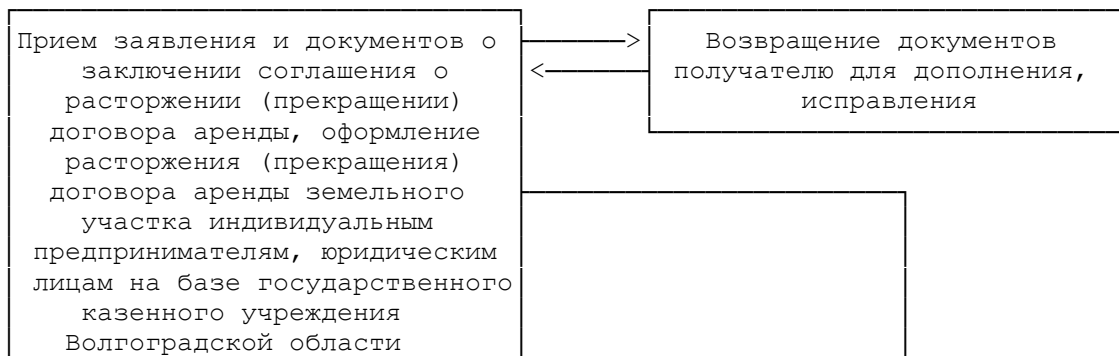 Прием заявления и документов о
заключении соглашения о
расторжении (прекращении)
договора аренды, оформление
расторжения (прекращения)
договора аренды земельного
участка индивидуальным
предпринимателям, юридическим
лицам на базе государственного
казенного учреждения
Волгоградской области
Возвращение документов
получателю для дополнения,
исправления